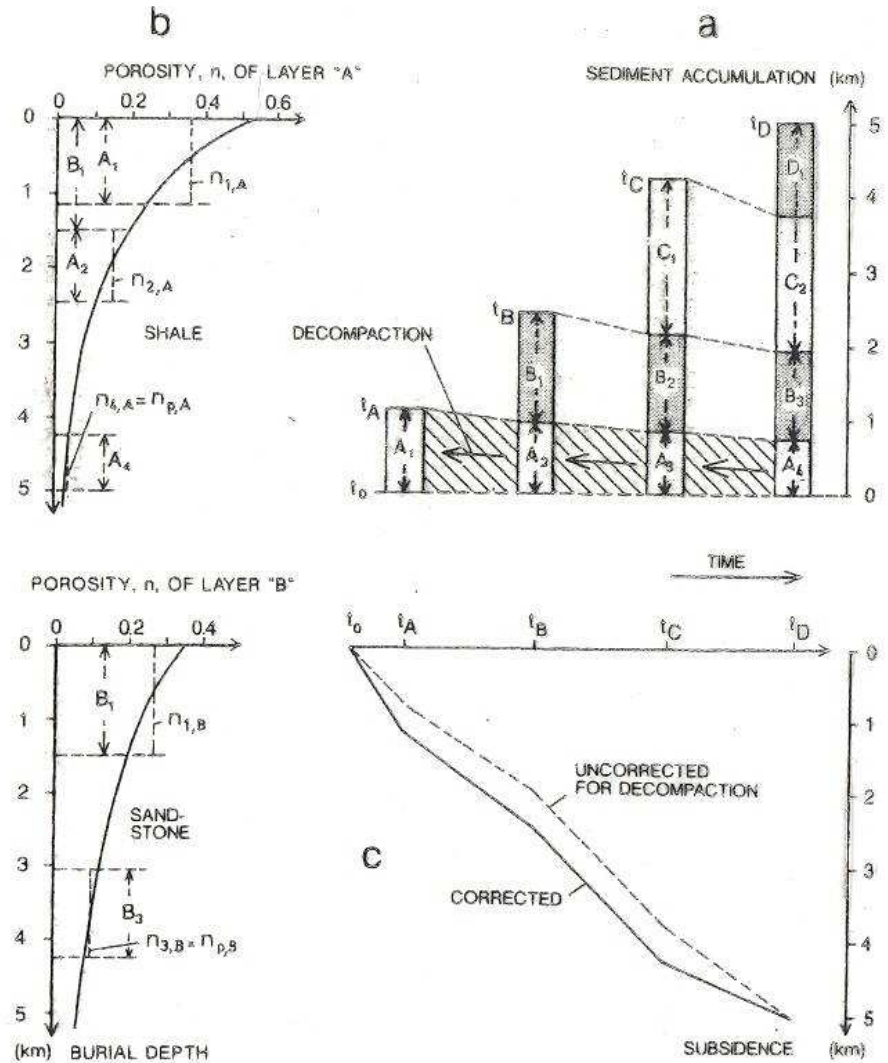 b
POROSITY, n, OF LAYER "A"
0 0.2 0.4 0.6
0
1
2
3
4
5
B1
A1
n1,A
A2
n2,A
SHALE
n4,A = np,A
A4
a
SEDIMENT ACCUMULATION (km)
tD
D1
tC
C1
C2
tB
B1
B2
B3
DECOMPACTION
tA
A1
A2
A3
A4
to
5
4
3
2
1
0
POROSITY, n, OF LAYER "B"
0 0.2 0.4
0
1
2
3
4
5
B1
n1,B
SAND-
STONE
B3
n3,B = np,B
(km) BURIAL DEPTH
TIME
to tA tB tC tD
0
1
2
3
4
5
UNCORRECTED
FOR DECOMPACTION
C
CORRECTED
SUBSIDENCE (km)